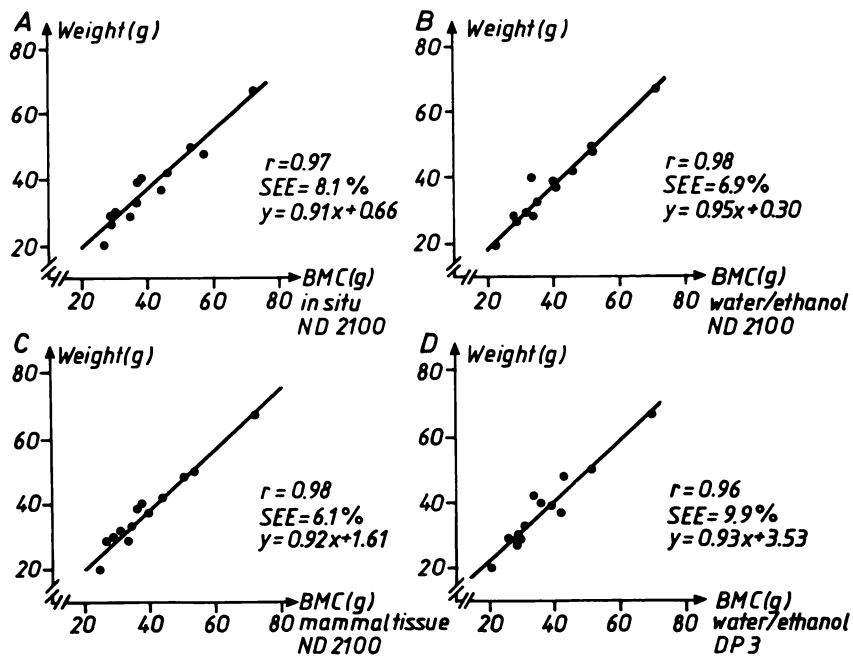 A
Weight(g)
80
60
40
20
r=0.97
SEE=8.1%
y=0.91x+0.66
20 40 60 80
BMC(g)
in situ
ND 2100
B
Weight(g)
80
60
40
20
r=0.98
SEE=6.9%
y=0.95x+0.30
20 40 60 80
BMC(g)
water/ethanol
ND 2100
C
Weight(g)
80
60
40
20
r=0.98
SEE=6.1%
y=0.92x+1.61
20 40 60 80
BMC(g)
mammal tissue
ND 2100
D
Weight(g)
80
60
40
20
r=0.96
SEE=9.9%
y=0.93x+3.53
20 40 60 80
BMC(g)
water/ethanol
DP3